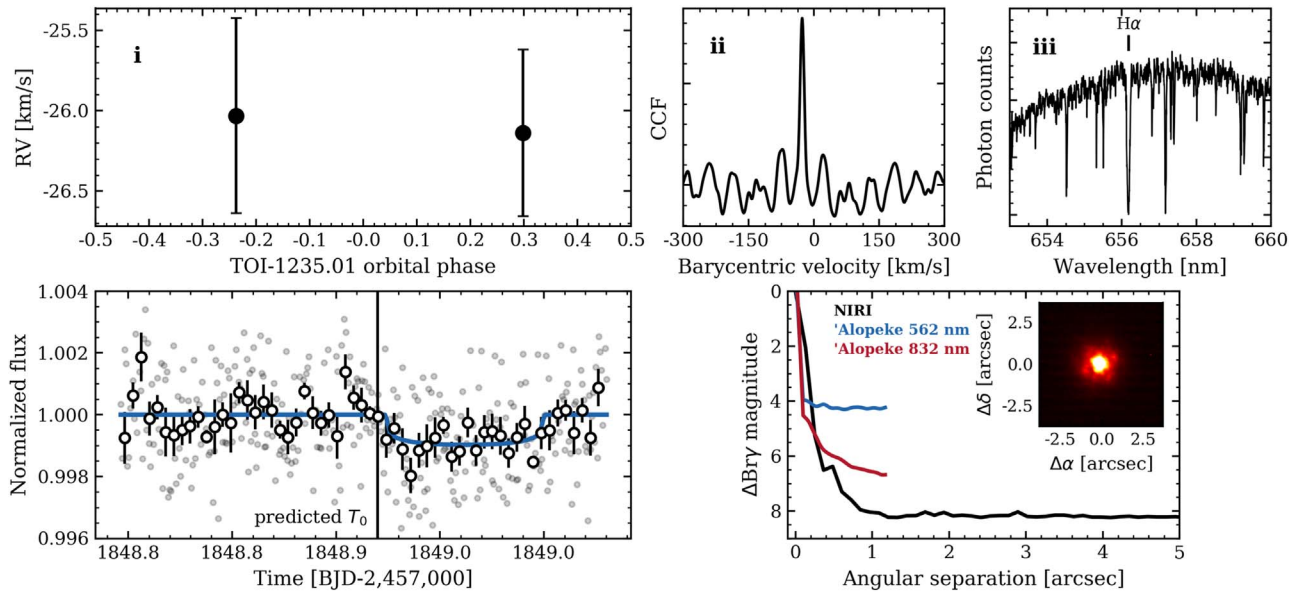 -25.5
-26.0
-26.5
RV [km/s]
i
-0.5 -0.4 -0.3 -0.2 -0.1 -0.0 0.1 0.2 0.3 0.4 0.5
TOI-1235.01 orbital phase
CCF
ii
-300 -150 0 150 300
Barycentric velocity [km/s]
Photon counts
iii
Hα
654 656 658 660
Wavelength [nm]
1.004
1.002
1.000
0.998
0.996
Normalized flux
predicted T₀
1848.8 1848.8 1848.9 1849.0 1849.0
Time [BJD-2,457,000]
0
2
4
6
8
ΔBrγ magnitude
NIRI
'Alopeke 562 nm
'Alopeke 832 nm
2.5
0.0
-2.5
Δδ [arcsec]
-2.5 0.0 2.5
Δα [arcsec]
0 1 2 3 4 5
Angular separation [arcsec]